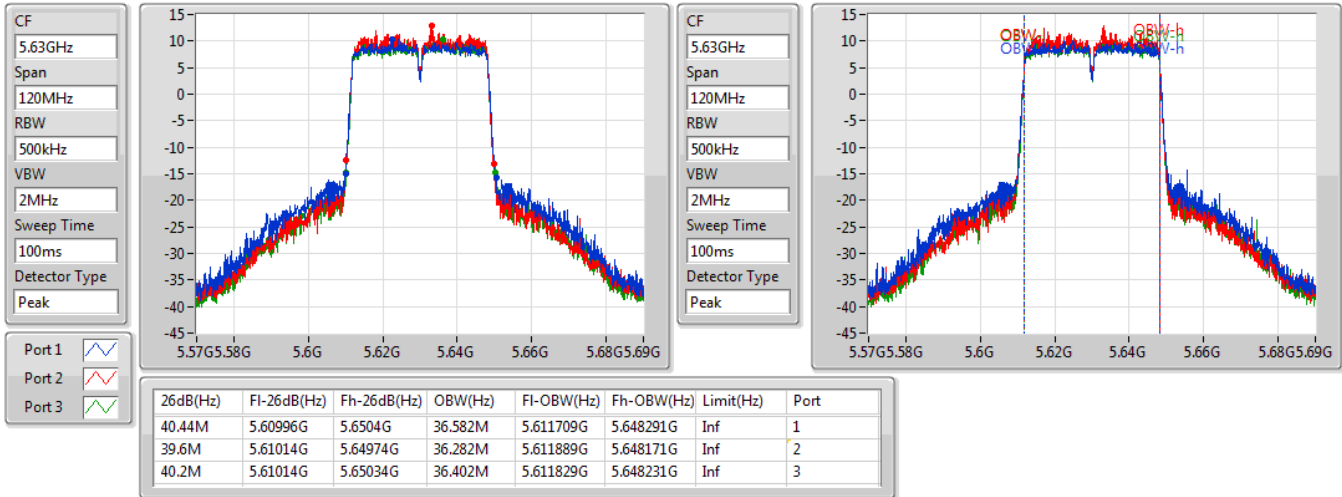 CF
5.63GHz
Span
120MHz
RBW
500kHz
VBW
2MHz
Sweep Time
100ms
Detector Type
Peak
15
10
5
0
-5
-10
-15
-20
-25
-30
-35
-40
-45
5.57G5.58G 5.6G 5.62G 5.64G 5.66G 5.68G5.69G
CF
5.63GHz
Span
120MHz
RBW
500kHz
VBW
2MHz
Sweep Time
100ms
Detector Type
Peak
15
10
5
0
-5
-10
-15
-20
-25
-30
-35
-40
-45
OBW-h
5.57G5.58G 5.6G 5.62G 5.64G 5.66G 5.68G5.69G
Port 1
Port 2
Port 3
26dB(Hz) Fl-26dB(Hz) Fh-26dB(Hz) OBW(Hz) Fl-OBW(Hz) Fh-OBW(Hz) Limit(Hz) Port
40.44M 5.60996G 5.6504G 36.582M 5.611709G 5.648291G Inf 1
39.6M 5.61014G 5.64974G 36.282M 5.611889G 5.648171G Inf 2
40.2M 5.61014G 5.65034G 36.402M 5.611829G 5.648231G Inf 3